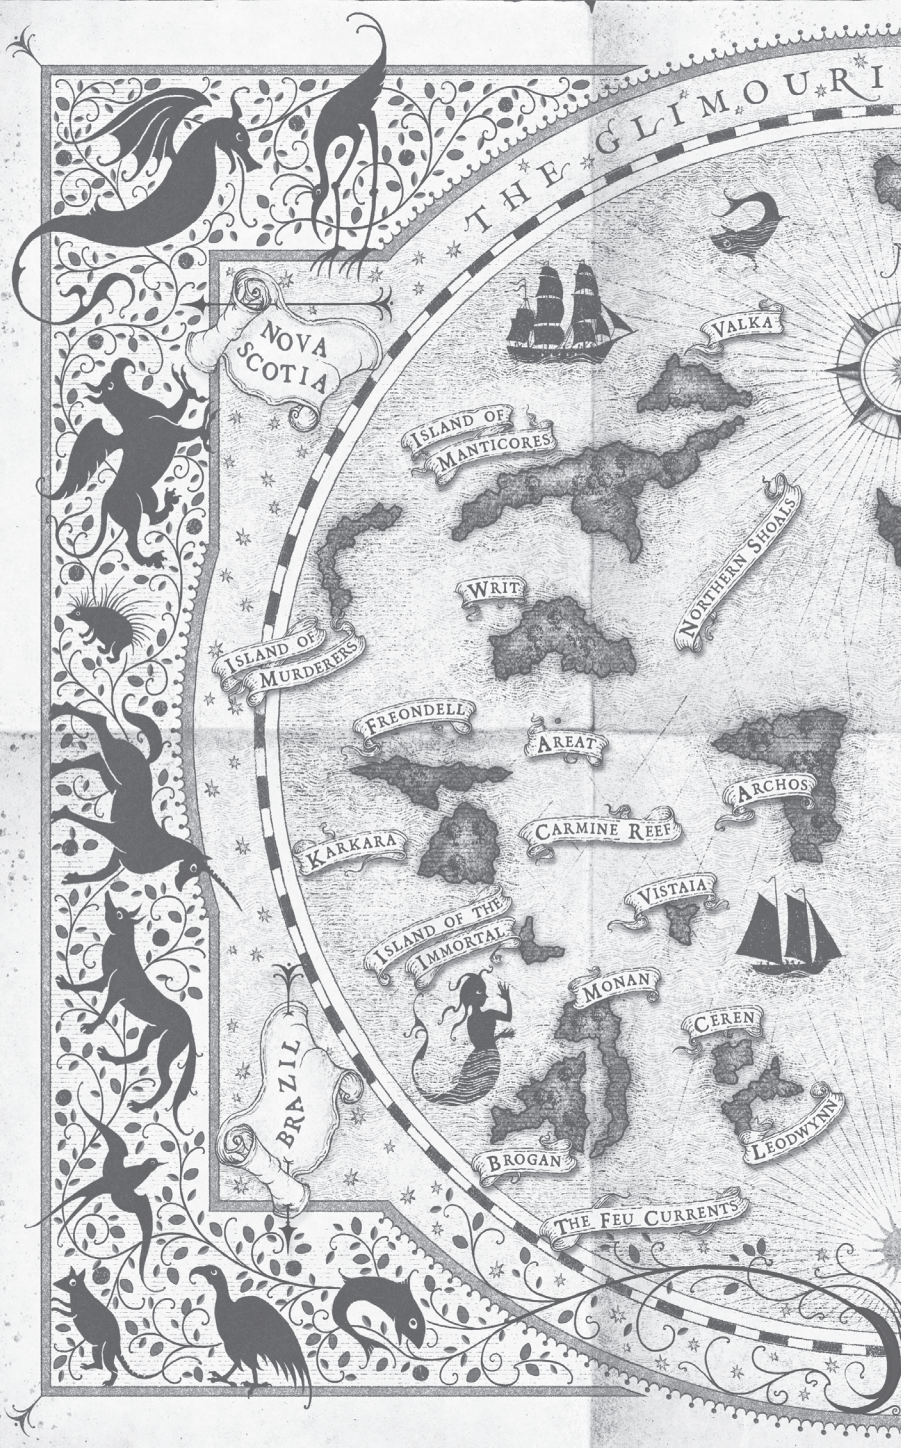 THE GLIMOURI
NOVA
SCOTIA
VALKA
ISLAND OF
MANTICORES
NORTHERN SHOALS
WRIT
ISLAND OF
MURDERERS
FREONDELL
AREAT
ARCHOS
CARMINE REEF
KARKARA
VISTAIA
ISLAND OF THE
IMMORTAL
MONAN
CEREN
BRAZIL
LEODWYNN
BROGAN
THE FEU CURRENTS